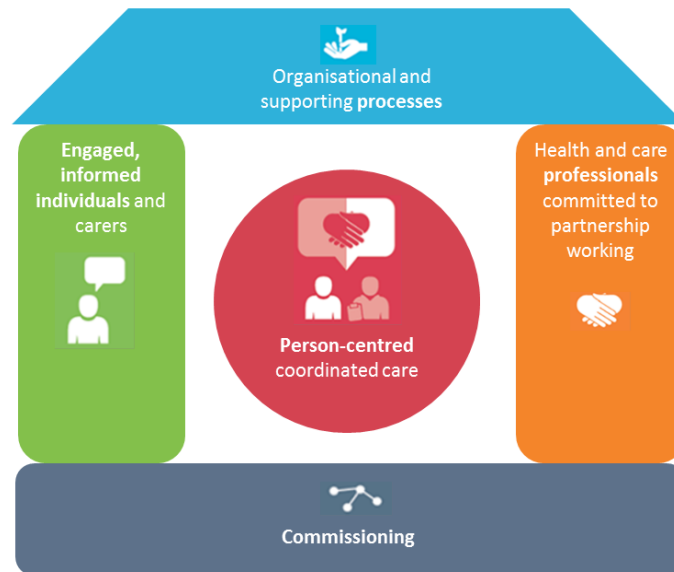 Organisational and
supporting processes
Engaged,
informed
individuals and
carers
Health and care
professionals
committed to
partnership
working
Person-centred
coordinated care
Commissioning